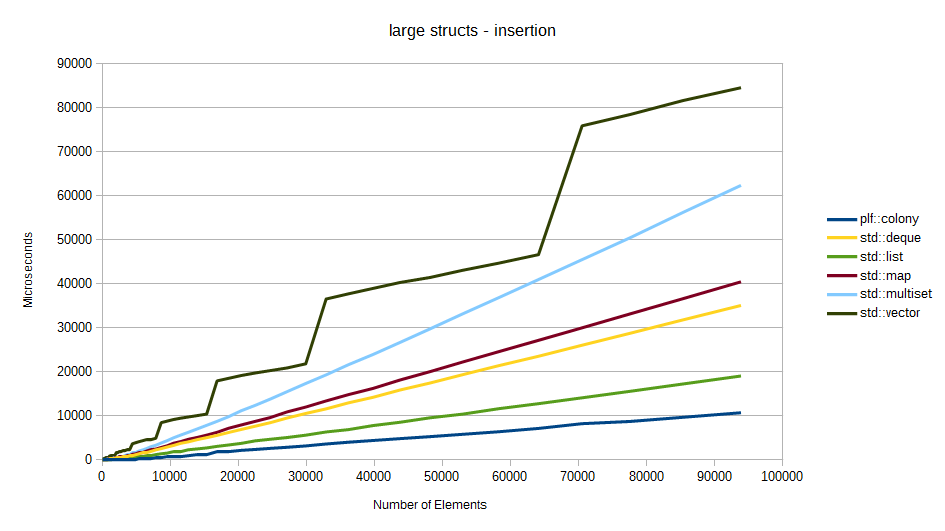 large structs - insertion
90000
80000
70000
60000
50000
40000
30000
20000
10000
0
Microseconds
0 10000 20000 30000 40000 50000 60000 70000 80000 90000 100000
Number of Elements
plf::colony
std::deque
std::list
std::map
std::multiset
std::vector